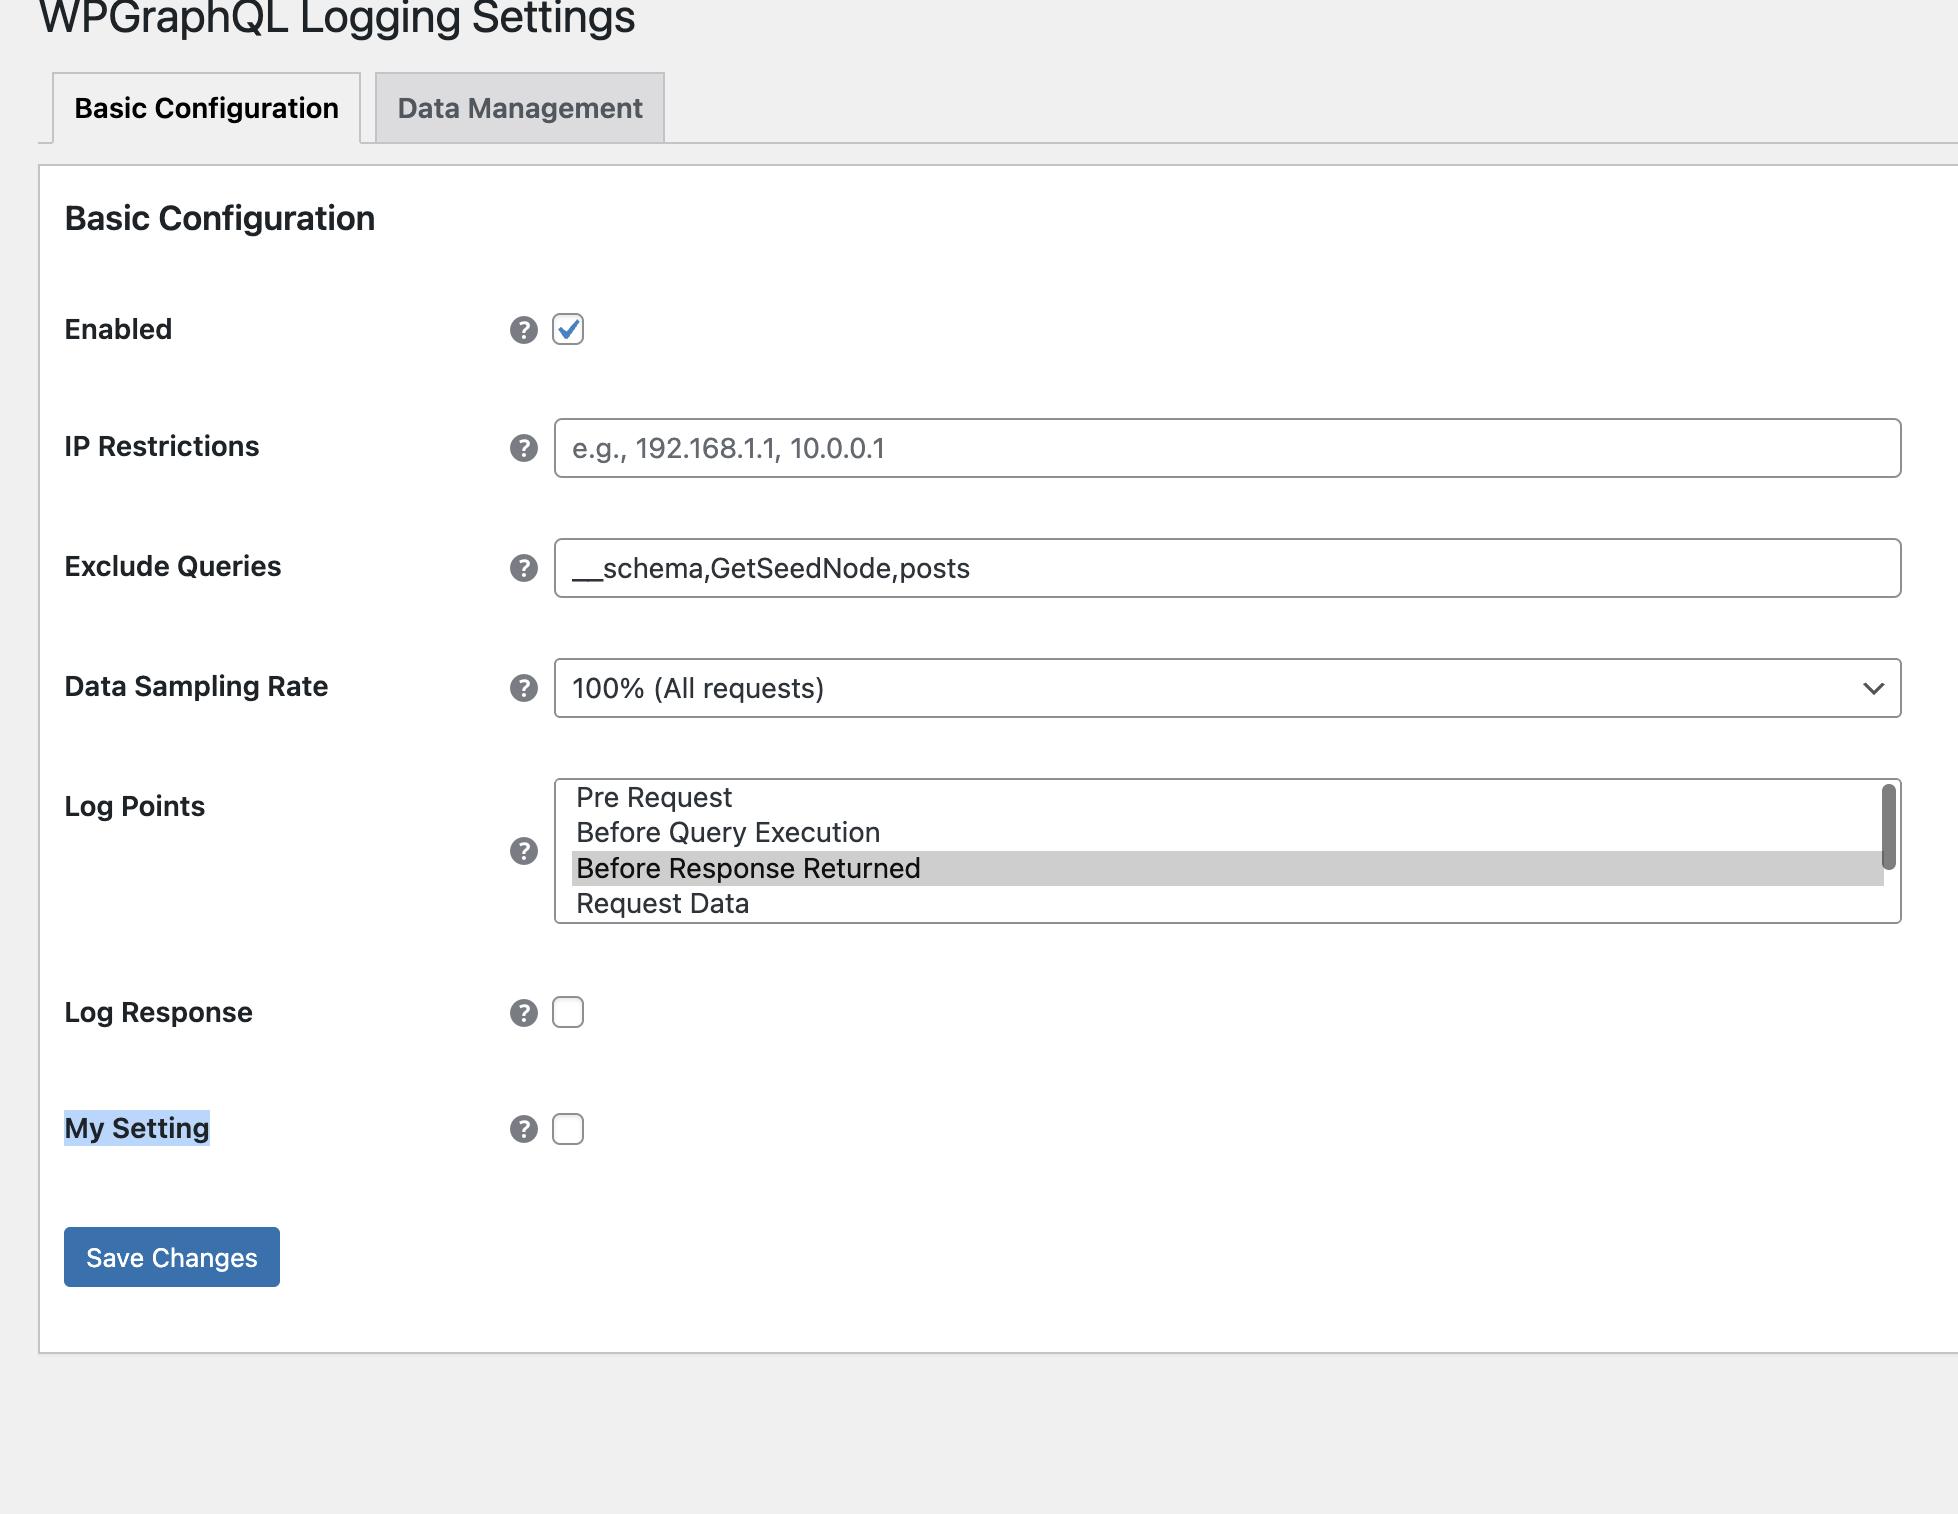 WPGraphQL Logging Settings
Basic Configuration
Data Management
Basic Configuration
Enabled
?
IP Restrictions
?
e.g., 192.168.1.1, 10.0.0.1
Exclude Queries
?
__schema,GetSeedNode,posts
Data Sampling Rate
?
100% (All requests)
Log Points
?
Pre Request
Before Query Execution
Before Response Returned
Request Data
Log Response
?
My Setting
?
Save Changes